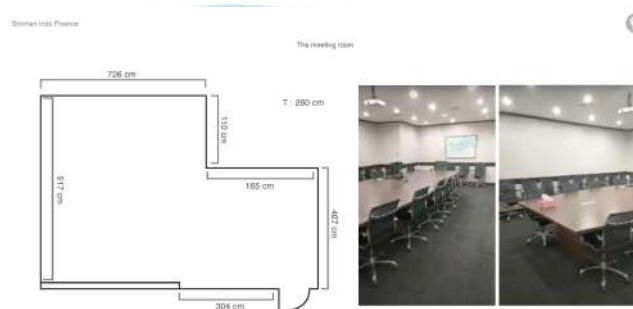 Shinhan Indo Finance
The meeting room
726 cm
T : 260 cm
110 cm
517 cm
165 cm
407 cm
304 cm